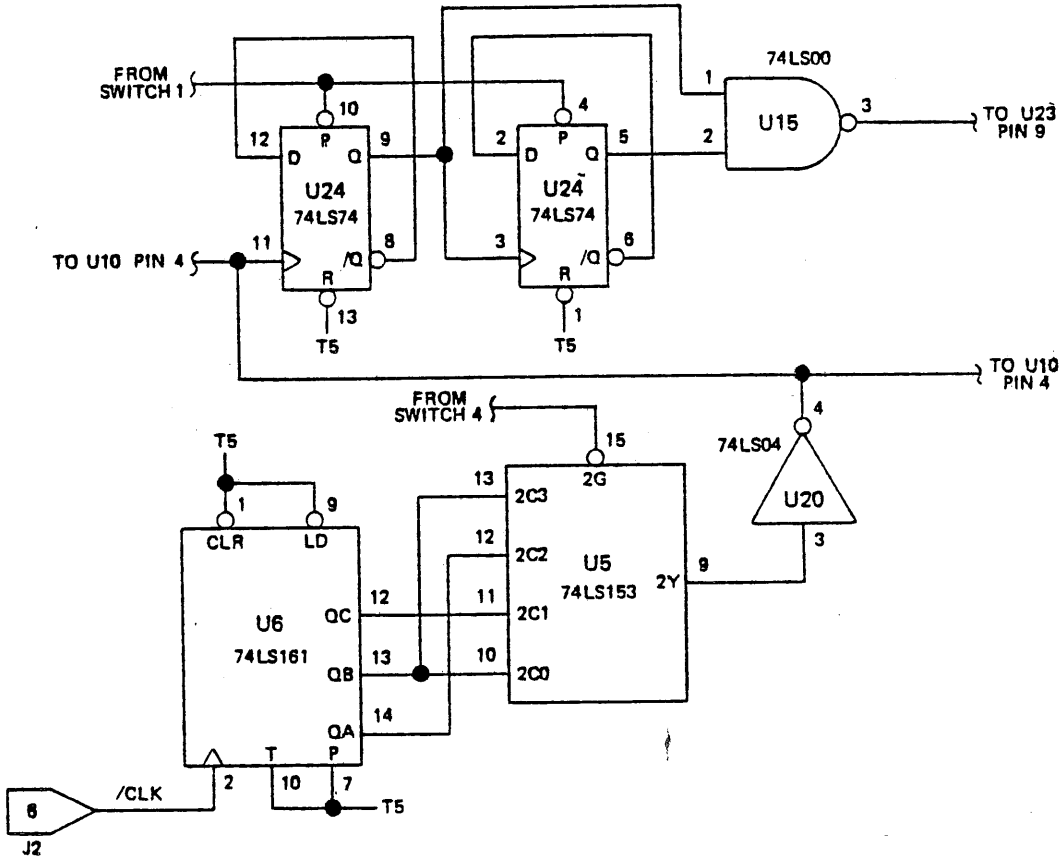 74LS00
FROM
SWITCH 1
10
4
1
3
TO U23
PIN 9
12
D
P
Q
9
2
D
P
Q
5
2
U15
U24
74LS74
U24
74LS74
TO U10 PIN 4
11
/Q
8
R
3
/Q
6
R
13
T5
1
T5
TO U10
PIN 4
FROM
SWITCH 4
4
15
74LS04
T5
1
9
13
2C3
2G
U20
CLR
LD
3
12
2C2
U5
74LS153
2Y
9
U6
74LS161
QC
12
11
2C1
QB
13
10
2C0
QA
14
T
P
2
10
7
6
/CLK
T5
J2